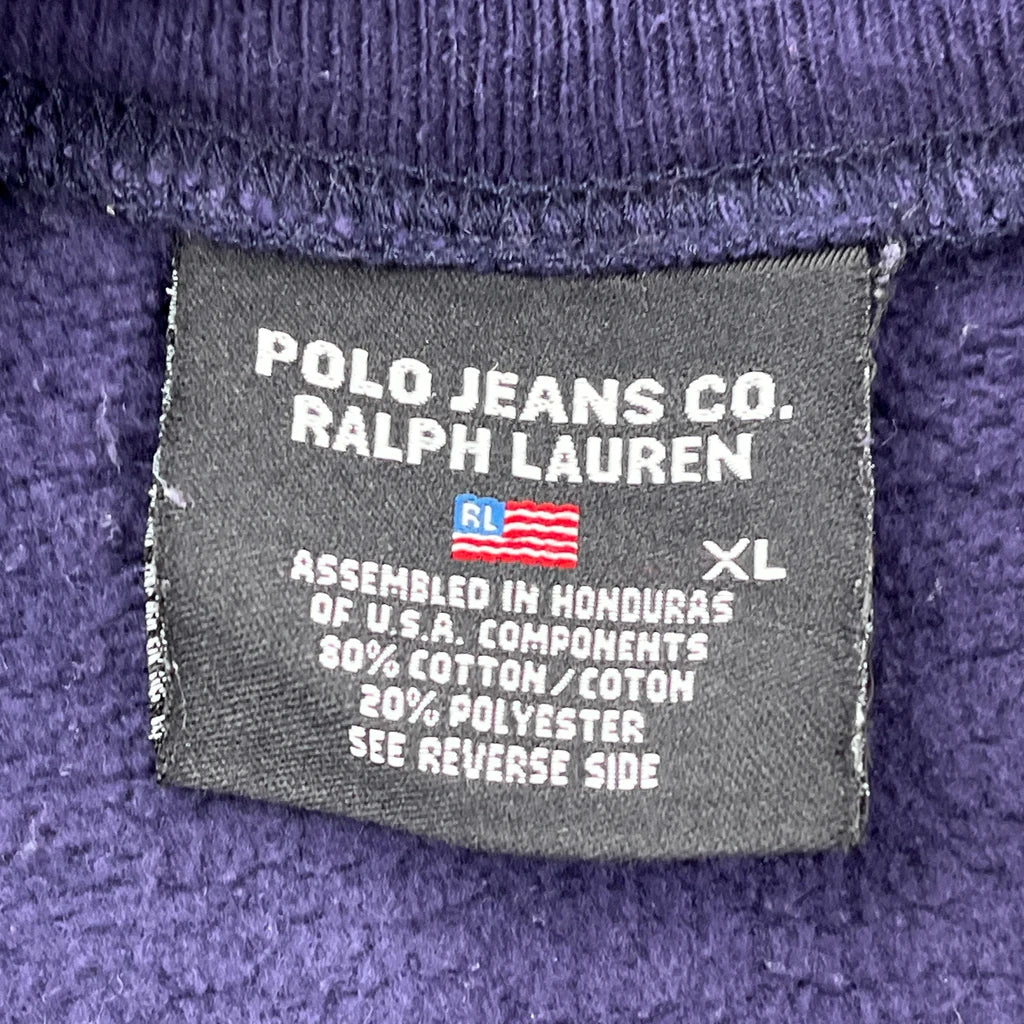 POLO JEANS CO.
RALPH LAUREN
RL
XL
ASSEMBLED IN HONDURAS
OF U.S.A. COMPONENTS
80% COTTON/COTON
20% POLYESTER
SEE REVERSE SIDE